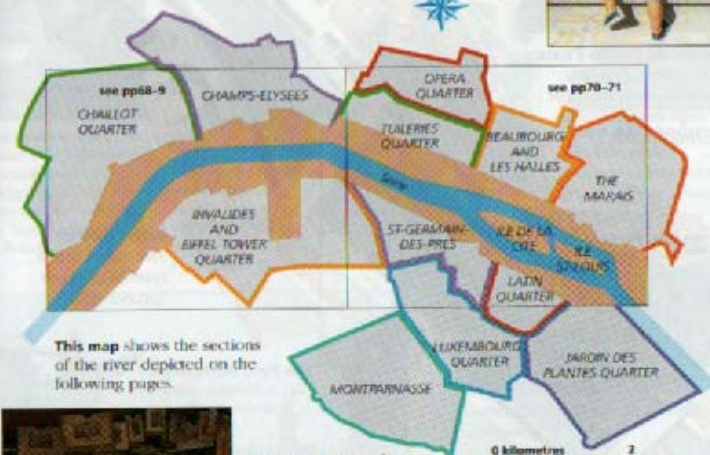 see pp68-9
CHAILLOT
QUARTER
CHAMPS-ELYSEES
OPERA
QUARTER
see pp70-71
TUILERIES
QUARTER
BEAUBOURG
AND
LES HALLES
THE
MARAIS
Seine
INVALIDES
AND
EIFFEL TOWER
QUARTER
ST-GERMAIN-
DES-PRES
ILE DE LA
CITE
ILE
ST-LOUIS
LATIN
QUARTER
This map shows the sections
of the river depicted on the
following pages.
LUXEMBOURG
QUARTER
JARDIN DES
PLANTES QUARTER
MONTPARNASSE
0 kilometres 2